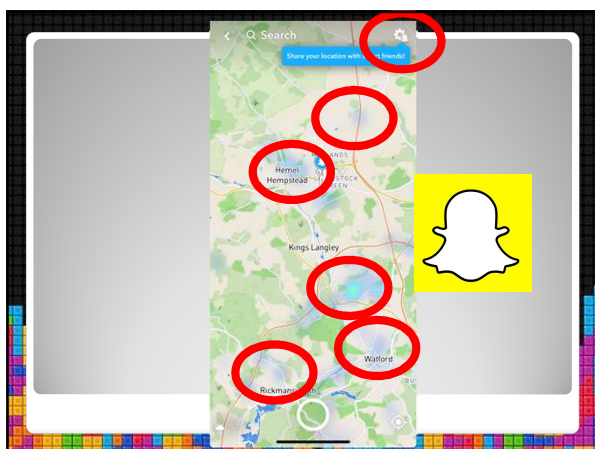 Search
Share your location with
friends!
Hemel
Hempstead
Kings Langley
Watford